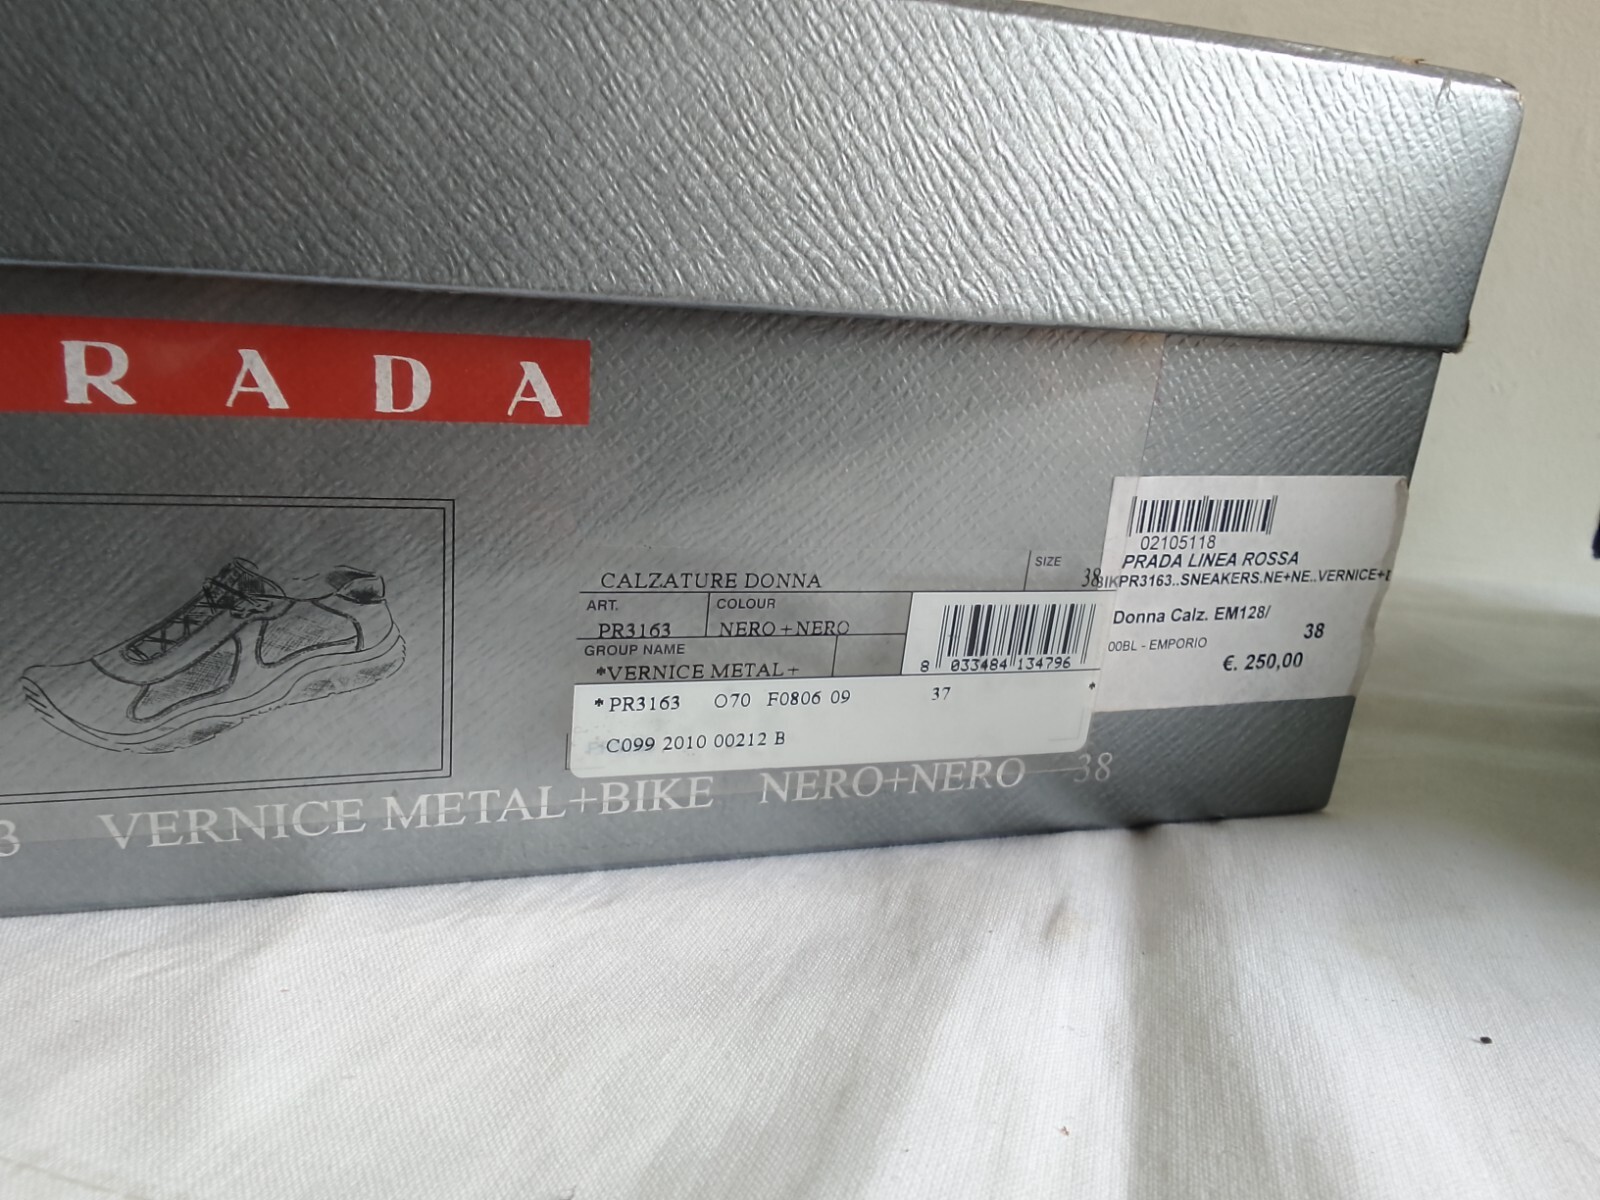 RADA
CALZATURE DONNA
SIZE
38
ART.
PR3163
COLOUR
NERO+NERO
GROUP NAME
*VERNICE METAL+
8 033484 134796
*PR3163 O70 F0806 09 37 *
C099 2010 00212 B
3 VERNICE METAL+BIKE NERO+NERO 38
02105118
PRADA LINEA ROSSA
BIKPR3163..SNEAKERS.NE+NE..VERNICE+
Donna Calz. EM128/
38
00BL - EMPORIO
€. 250,00